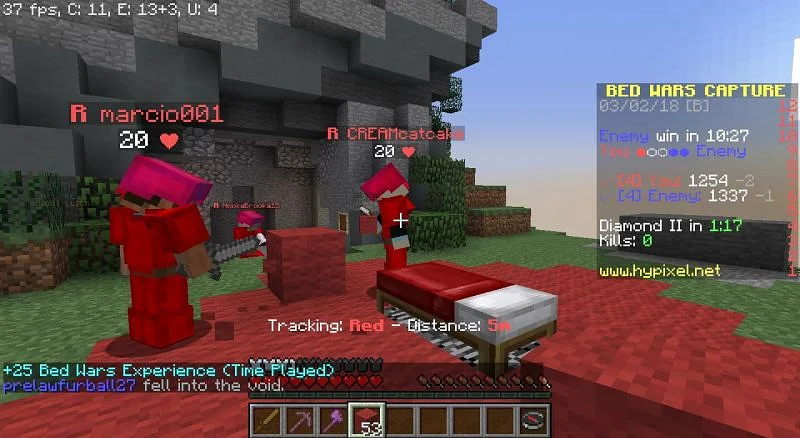 37 fps, C: 11, E: 13+3, U: 4
BED WARS CAPTURE
03/02/18 [B]
Enemy win in 10:27
You ●○○●● Enemy
✓ [4] You: 1254 -2
✓ [4] Enemy: 1337 -1
Diamond II in 1:17
Kills: 0
www.hypixel.net
R marcio001
20 ❤
R CREAMcatcake
20 ❤
R NookaBrooka15
RIGHT CLICK
Tracking: Red - Distance: 5m
+25 Bed Wars Experience (Time Played)
prelawfurball27 fell into the void.
53